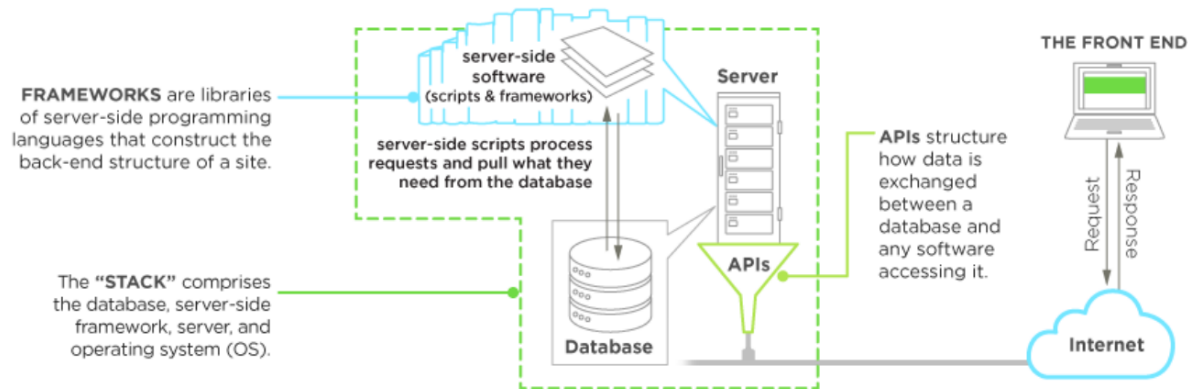 FRAMEWORKS are libraries
of server-side programming
languages that construct the
back-end structure of a site.
The “STACK” comprises
the database, server-side
framework, server, and
operating system (OS).
server-side
software
(scripts & frameworks)
server-side scripts process
requests and pull what they
need from the database
Database
Server
APIs
APIs structure
how data is
exchanged
between a
database and
any software
accessing it.
THE FRONT END
Request
Response
Internet